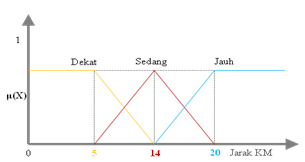 1
Dekat Sedang Jauh
μ(X)
0 5 14 20 Jarak KM